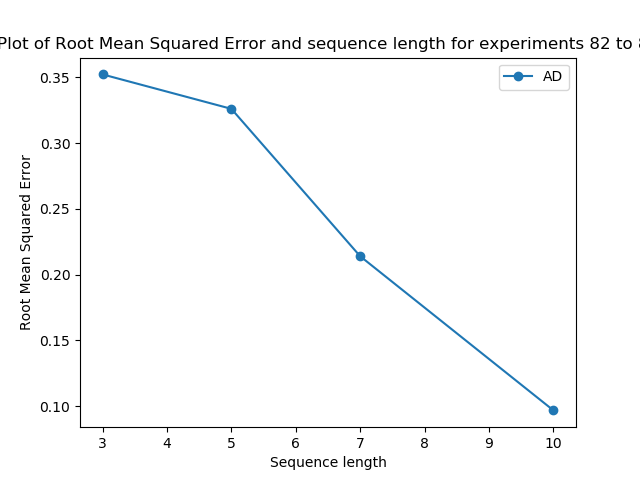 Plot of Root Mean Squared Error and sequence length for experiments 82 to
AD
Root Mean Squared Error
0.35
0.30
0.25
0.20
0.15
0.10
3 4 5 6 7 8 9 10
Sequence length